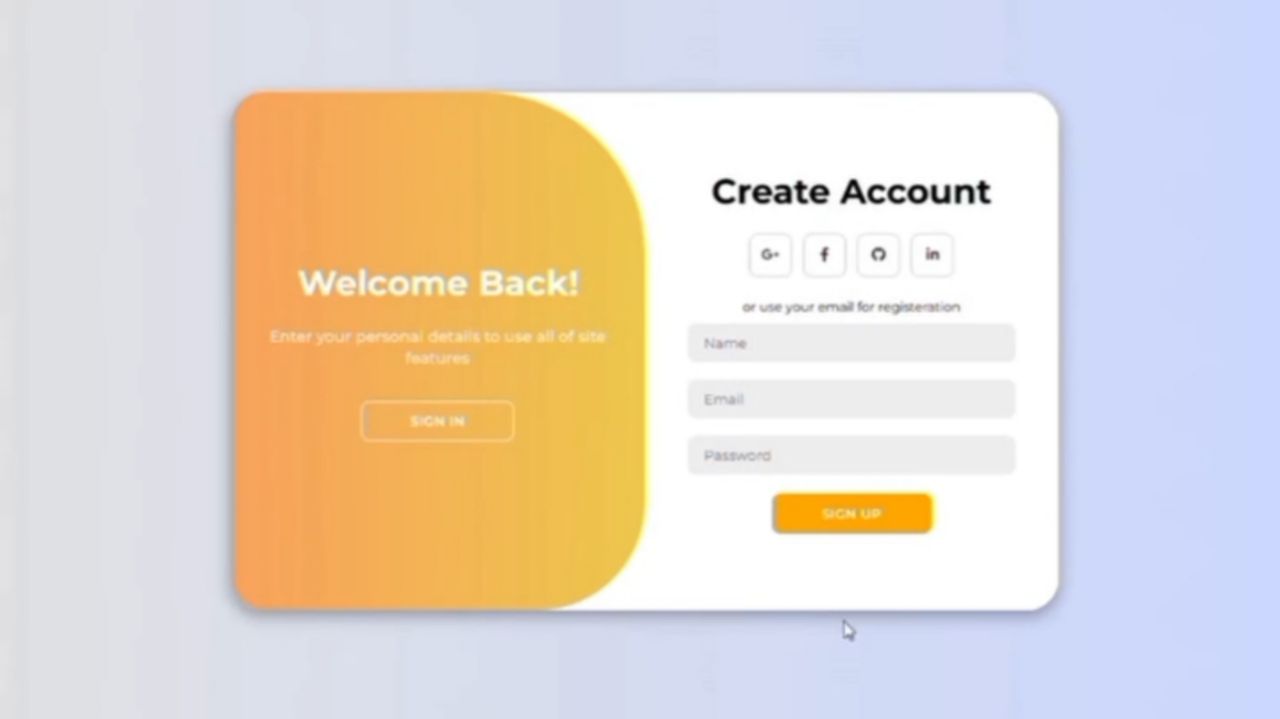 Welcome Back!
Enter your personal details to use all of site
features
SIGN IN
Create Account
G+ f in
or use your email for registeration
Name
Email
Password
SIGN UP